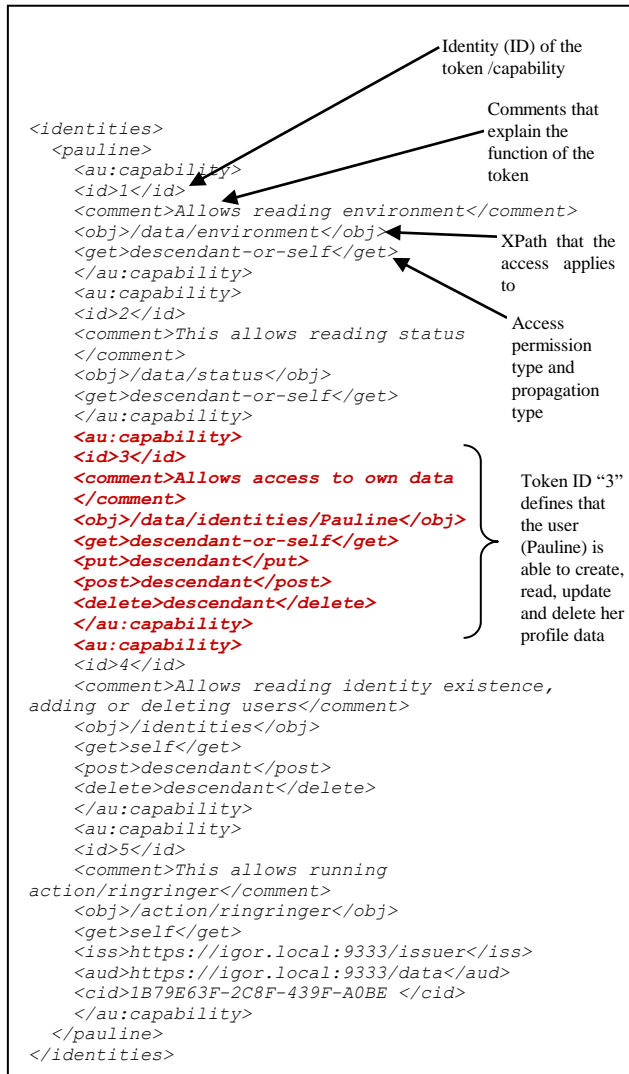 Identity (ID) of the
token /capability
Comments that
explain the
function of the
token
<identities>
<pauline>
<au:capability>
<id>1</id>
<comment>Allows reading environment</comment>
<obj>/data/environment</obj>
<get>descendant-or-self</get>
</au:capability>
<au:capability>
<id>2</id>
<comment>This allows reading status
</comment>
<obj>/data/status</obj>
<get>descendant-or-self</get>
</au:capability>
<au:capability>
<id>3</id>
<comment>Allows access to own data
</comment>
<obj>/data/identities/Pauline</obj>
<get>descendant-or-self</get>
<put>descendant</put>
<post>descendant</post>
<delete>descendant</delete>
</au:capability>
<au:capability>
<id>4</id>
<comment>Allows reading identity existence,
adding or deleting users</comment>
<obj>/identities</obj>
<get>self</get>
<post>descendant</post>
<delete>descendant</delete>
</au:capability>
<au:capability>
<id>5</id>
<comment>This allows running
action/ringringer</comment>
<obj>/action/ringringer</obj>
<get>self</get>
<iss>https://igor.local:9333/issuer</iss>
<aud>https://igor.local:9333/data</aud>
<cid>1B79E63F-2C8F-439F-A0BE </cid>
</au:capability>
</pauline>
</identities>
XPath that the
access applies
to
Access
permission
type and
propagation
type
Token ID “3”
defines that
the user
(Pauline) is
able to create,
read, update
and delete her
profile data